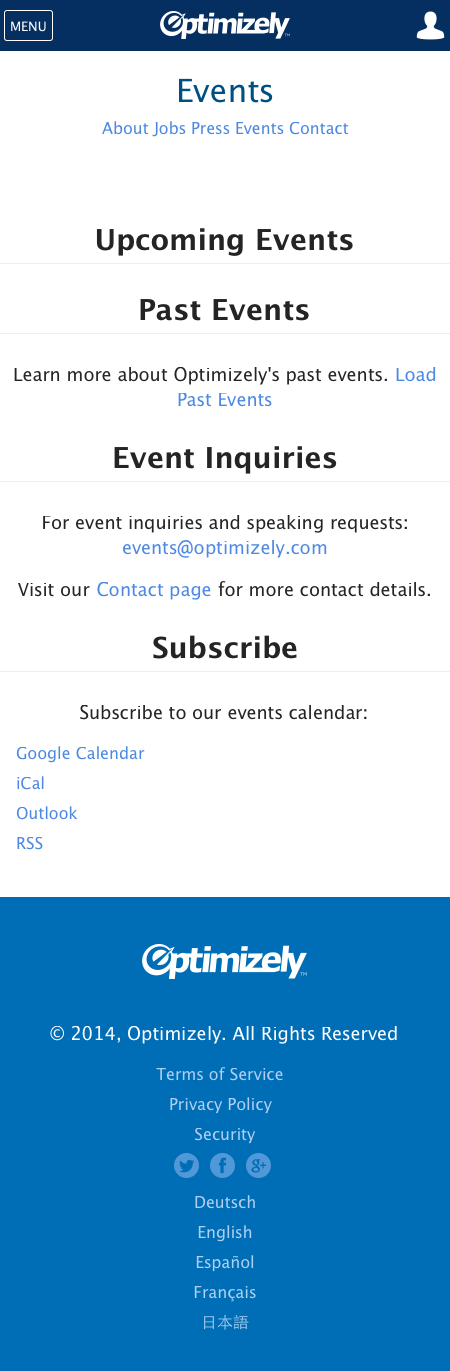 MENU
Optimizely
Events
About Jobs Press Events Contact
Upcoming Events
Past Events
Learn more about Optimizely's past events. Load
Past Events
Event Inquiries
For event inquiries and speaking requests:
events@optimizely.com
Visit our Contact page for more contact details.
Subscribe
Subscribe to our events calendar:
Google Calendar
iCal
Outlook
RSS
Optimizely
© 2014, Optimizely. All Rights Reserved
Terms of Service
Privacy Policy
Security
Deutsch
English
Español
Français
日本語